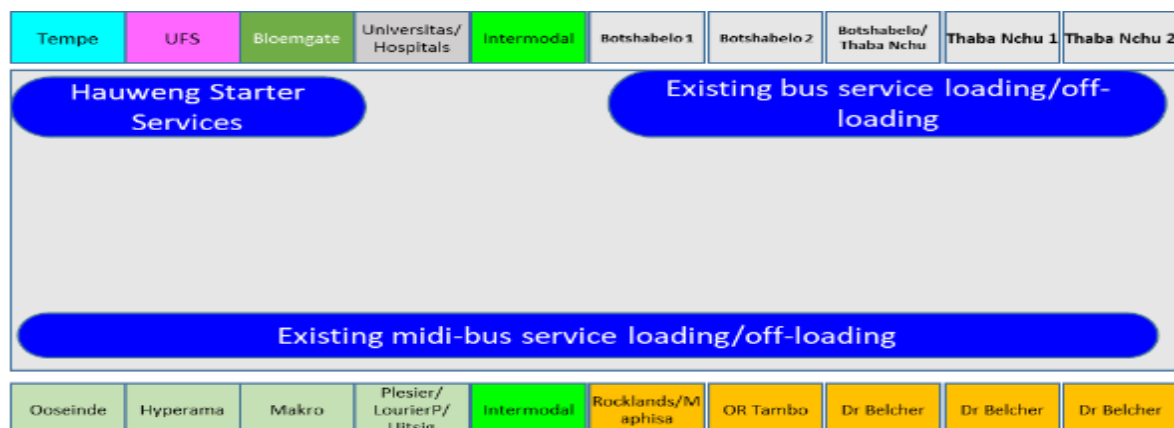 Tempe
UFS
Bloemgate
Universitas/
Hospitals
Intermodal
Botshabelo 1
Botshabelo 2
Botshabelo/
Thaba Nchu
Thaba Nchu 1
Thaba Nchu 2
Hauweng Starter
Services
Existing bus service loading/off-
loading
Existing midi-bus service loading/off-loading
Ooseinde
Hyperama
Makro
Plesier/
LourierP/
Uitsig
Intermodal
Rocklands/M
aphisa
OR Tambo
Dr Belcher
Dr Belcher
Dr Belcher